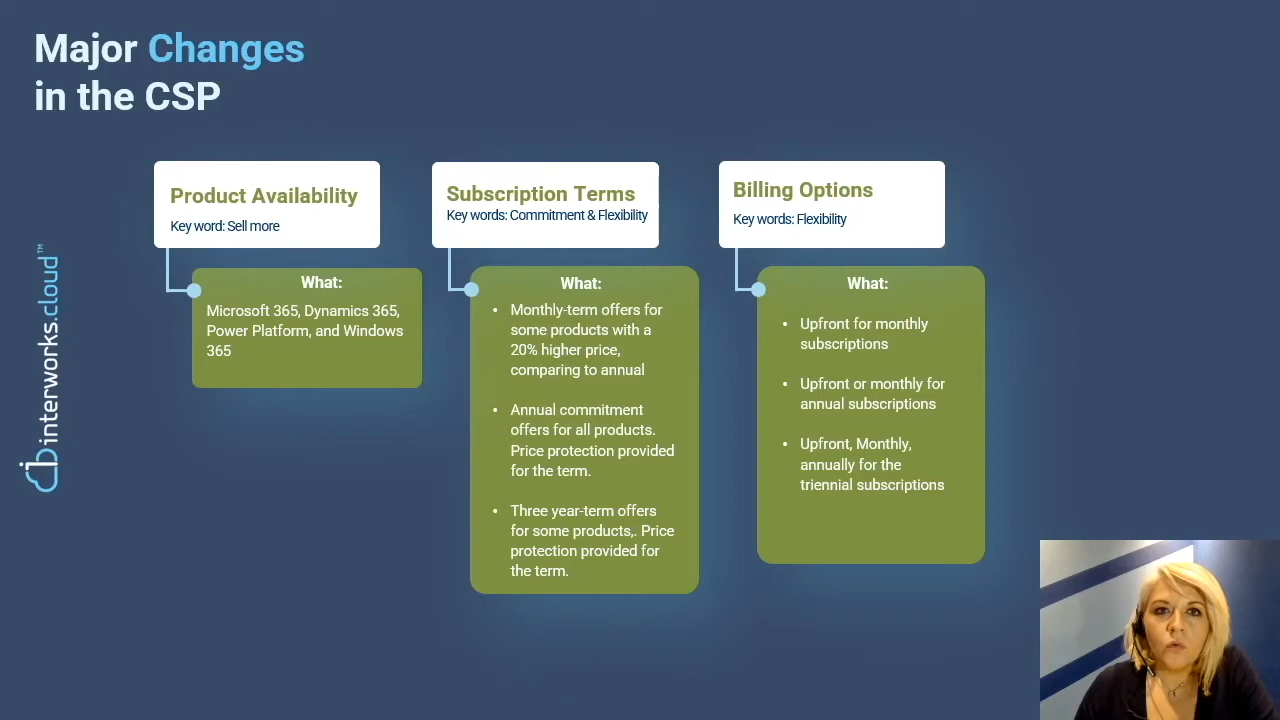 Major Changes
in the CSP
Product Availability
Key word: Sell more
What:
Microsoft 365, Dynamics 365,
Power Platform, and Windows
365
Subscription Terms
Key words: Commitment & Flexibility
What:
• Monthly-term offers for
some products with a
20% higher price,
comparing to annual
• Annual commitment
offers for all products.
Price protection provided
for the term.
• Three year-term offers
for some products,. Price
protection provided for
the term.
Billing Options
Key words: Flexibility
What:
• Upfront for monthly
subscriptions
• Upfront or monthly for
annual subscriptions
• Upfront, Monthly,
annually for the
triennial subscriptions
interworks.cloud™